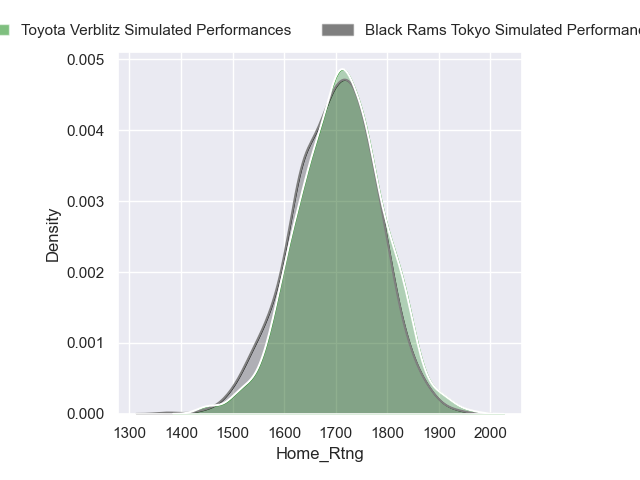 Toyota Verblitz Simulated Performances
Black Rams Tokyo Simulated
0.005
0.004
0.003
0.002
0.001
0.000
Density
1300 1400 1500 1600 1700 1800 1900 2000
Home_Rtng